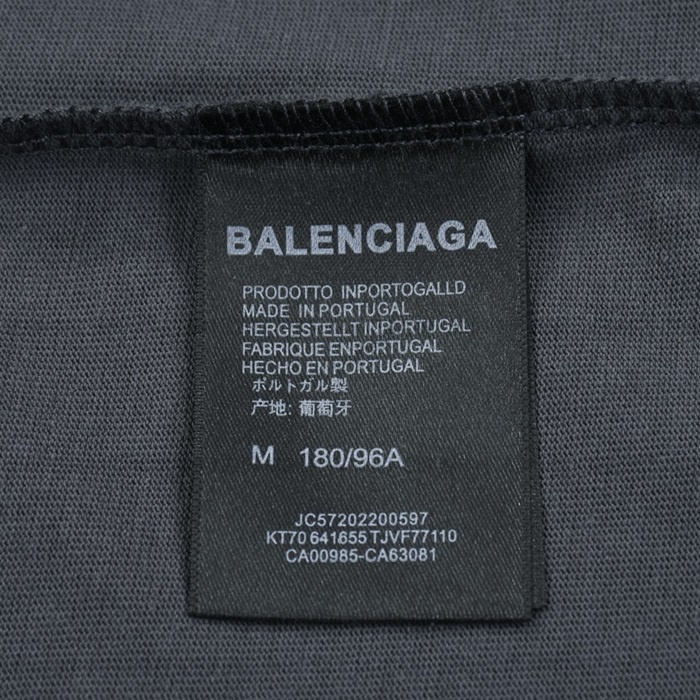 BALENCIAGA
PRODOTTO INPORTOGALLD
MADE IN PORTUGAL
HERGESTELLT INPORTUGAL
FABRIQUE ENPORTUGAL
HECHO EN PORTUGAL
ポルトガル製
产地: 葡萄牙
M 180/96A
JC57202200597
KT70 641655 TJVF77110
CA00985-CA63081